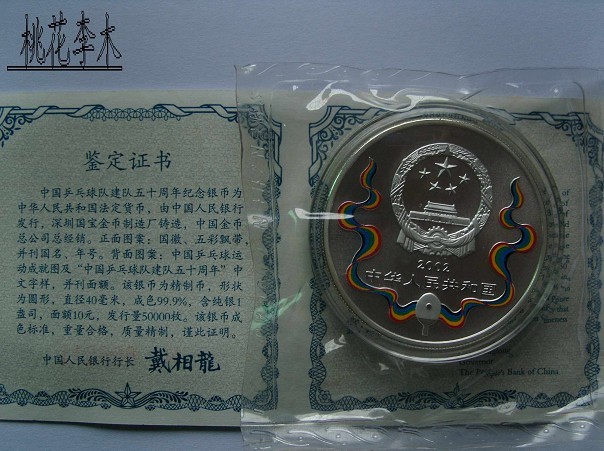 桃花李木
鉴定证书
中国乒乓球队建队五十周年纪念银币为
中华人民共和国法定货币，由中国人民银行
发行，深圳国宝金币制造厂铸造，中国金币
总公司总经销。正面图案：国徽、五彩飘带，
并刊国名、年号。背面图案：中国乒乓球运
动成就图及“中国乒乓球队建队五十周年”中
文字样，并刊面额。该银币为精制币，形状
为圆形，直径40毫米，成色99.9%，含纯银1
盎司，面额10元，发行量50000枚。该银币成
色标准，重量合格，质量精制，谨此证明。
中国人民银行行长 戴相龍
2002
中华人民共和国
The People's Bank of China